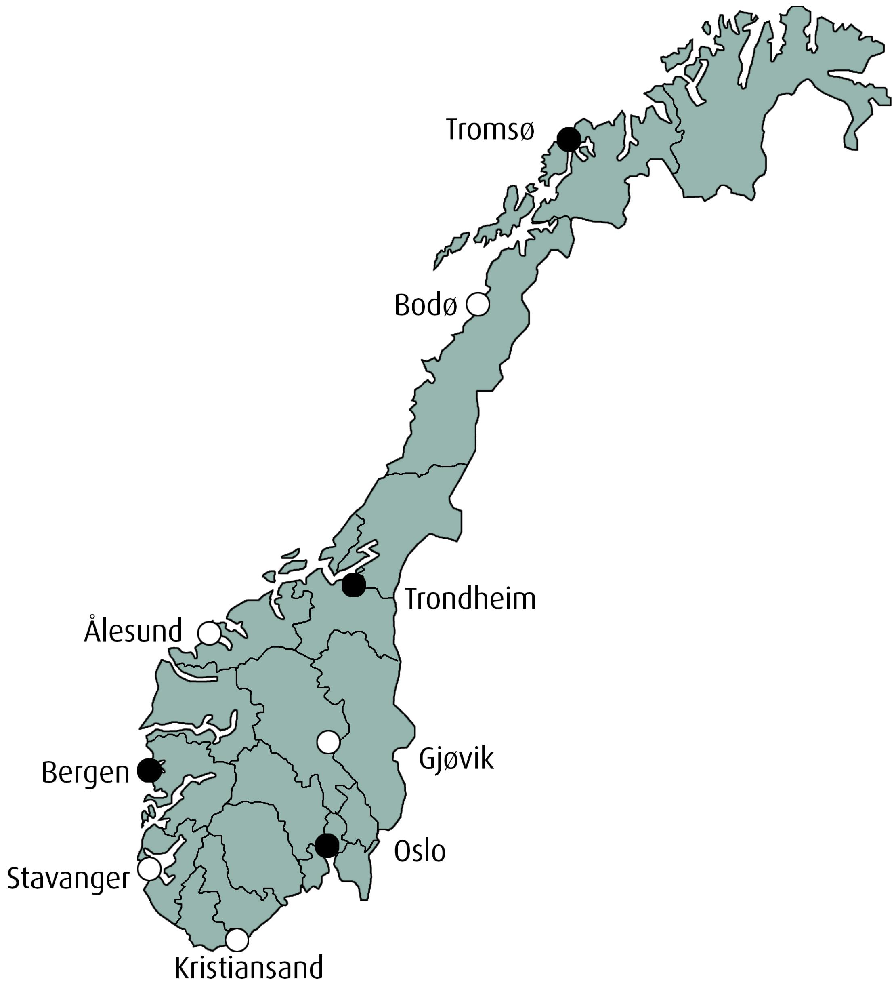 Tromsø
Bodø
Trondheim
Ålesund
Gjøvik
Bergen
Oslo
Stavanger
Kristiansand